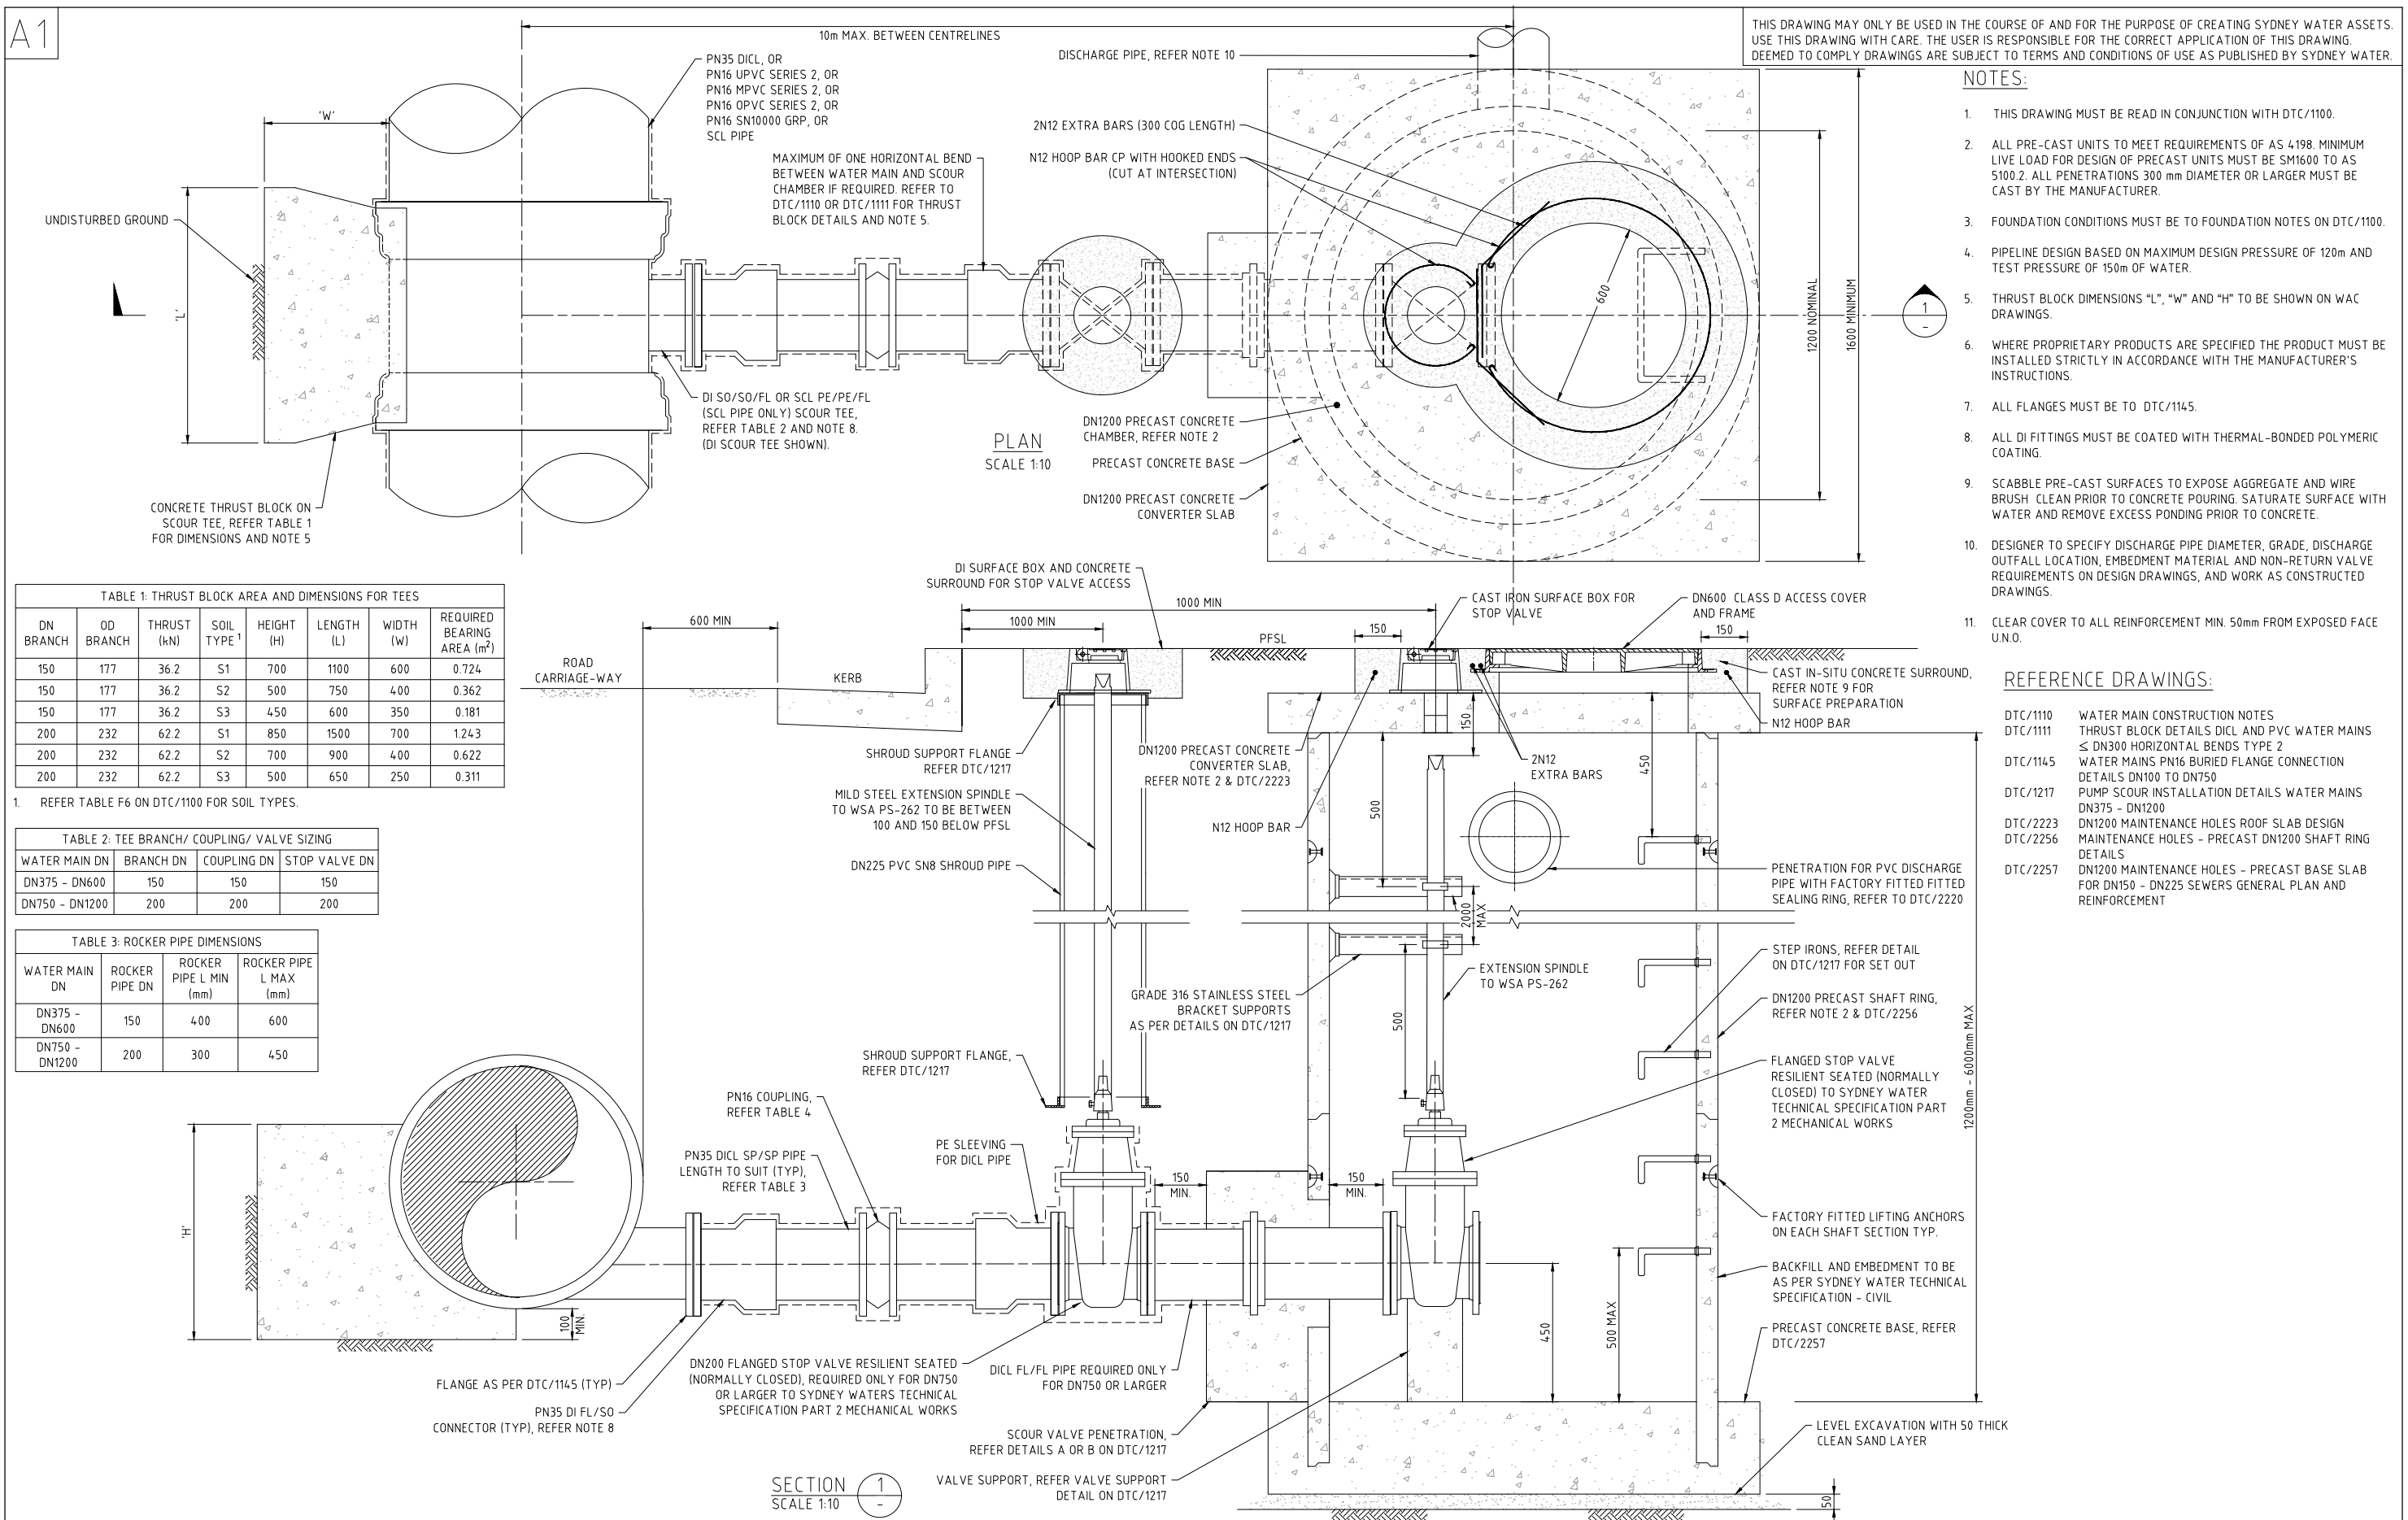 A1
THIS DRAWING MAY ONLY BE USED IN THE COURSE OF AND FOR THE PURPOSE OF CREATING SYDNEY WATER ASSETS.
USE THIS DRAWING WITH CARE. THE USER IS RESPONSIBLE FOR THE CORRECT APPLICATION OF THIS DRAWING.
DEEMED TO COMPLY DRAWINGS ARE SUBJECT TO TERMS AND CONDITIONS OF USE AS PUBLISHED BY SYDNEY WATER.
10m MAX. BETWEEN CENTRELINES
PN35 DICL, OR
PN16 UPVC SERIES 2, OR
PN16 MPVC SERIES 2, OR
PN16 OPVC SERIES 2, OR
PN16 SN10000 GRP, OR
SCL PIPE
DISCHARGE PIPE, REFER NOTE 10
'W'
'L'
UNDISTURBED GROUND
MAXIMUM OF ONE HORIZONTAL BEND
BETWEEN WATER MAIN AND SCOUR
CHAMBER IF REQUIRED. REFER TO
DTC/1110 OR DTC/1111 FOR THRUST
BLOCK DETAILS AND NOTE 5.
2N12 EXTRA BARS (300 COG LENGTH)
N12 HOOP BAR CP WITH HOOKED ENDS
(CUT AT INTERSECTION)
600
1200 NOMINAL
1600 MINIMUM
1
-
DI SO/SO/FL OR SCL PE/PE/FL
(SCL PIPE ONLY) SCOUR TEE,
REFER TABLE 2 AND NOTE 8.
(DI SCOUR TEE SHOWN).
PLAN
SCALE 1:10
DN1200 PRECAST CONCRETE
CHAMBER, REFER NOTE 2
PRECAST CONCRETE BASE
DN1200 PRECAST CONCRETE
CONVERTER SLAB
CONCRETE THRUST BLOCK ON
SCOUR TEE, REFER TABLE 1
FOR DIMENSIONS AND NOTE 5
NOTES:
1. THIS DRAWING MUST BE READ IN CONJUNCTION WITH DTC/1100.
2. ALL PRE-CAST UNITS TO MEET REQUIREMENTS OF AS 4198. MINIMUM
LIVE LOAD FOR DESIGN OF PRECAST UNITS MUST BE SM1600 TO AS
5100.2. ALL PENETRATIONS 300 mm DIAMETER OR LARGER MUST BE
CAST BY THE MANUFACTURER.
3. FOUNDATION CONDITIONS MUST BE TO FOUNDATION NOTES ON DTC/1100.
4. PIPELINE DESIGN BASED ON MAXIMUM DESIGN PRESSURE OF 120m AND
TEST PRESSURE OF 150m OF WATER.
5. THRUST BLOCK DIMENSIONS "L", "W" AND "H" TO BE SHOWN ON WAC
DRAWINGS.
6. WHERE PROPRIETARY PRODUCTS ARE SPECIFIED THE PRODUCT MUST BE
INSTALLED STRICTLY IN ACCORDANCE WITH THE MANUFACTURER'S
INSTRUCTIONS.
7. ALL FLANGES MUST BE TO DTC/1145.
8. ALL DI FITTINGS MUST BE COATED WITH THERMAL-BONDED POLYMERIC
COATING.
9. SCABBLE PRE-CAST SURFACES TO EXPOSE AGGREGATE AND WIRE
BRUSH CLEAN PRIOR TO CONCRETE POURING. SATURATE SURFACE WITH
WATER AND REMOVE EXCESS PONDING PRIOR TO CONCRETE.
10. DESIGNER TO SPECIFY DISCHARGE PIPE DIAMETER, GRADE, DISCHARGE
OUTFALL LOCATION, EMBEDMENT MATERIAL AND NON-RETURN VALVE
REQUIREMENTS ON DESIGN DRAWINGS, AND WORK AS CONSTRUCTED
DRAWINGS.
11. CLEAR COVER TO ALL REINFORCEMENT MIN. 50mm FROM EXPOSED FACE
U.N.O.
REFERENCE DRAWINGS:
DTC/1110 WATER MAIN CONSTRUCTION NOTES
DTC/1111 THRUST BLOCK DETAILS DICL AND PVC WATER MAINS
≤ DN300 HORIZONTAL BENDS TYPE 2
DTC/1145 WATER MAINS PN16 BURIED FLANGE CONNECTION
DETAILS DN100 TO DN750
DTC/1217 PUMP SCOUR INSTALLATION DETAILS WATER MAINS
DN375 - DN1200
DTC/2223 DN1200 MAINTENANCE HOLES ROOF SLAB DESIGN
DTC/2256 MAINTENANCE HOLES - PRECAST DN1200 SHAFT RING
DETAILS
DTC/2257 DN1200 MAINTENANCE HOLES - PRECAST BASE SLAB
FOR DN150 - DN225 SEWERS GENERAL PLAN AND
REINFORCEMENT
TABLE 1: THRUST BLOCK AREA AND DIMENSIONS FOR TEES
DN BRANCH OD BRANCH THRUST (kN) SOIL TYPE 1 HEIGHT (H) LENGTH (L) WIDTH (W) REQUIRED BEARING AREA (m²)
150 177 36.2 S1 700 1100 600 0.724
150 177 36.2 S2 500 750 400 0.362
150 177 36.2 S3 450 600 350 0.181
200 232 62.2 S1 850 1500 700 1.243
200 232 62.2 S2 700 900 400 0.622
200 232 62.2 S3 500 650 250 0.311
1. REFER TABLE F6 ON DTC/1100 FOR SOIL TYPES.
TABLE 2: TEE BRANCH/ COUPLING/ VALVE SIZING
WATER MAIN DN BRANCH DN COUPLING DN STOP VALVE DN
DN375 - DN600 150 150 150
DN750 - DN1200 200 200 200
TABLE 3: ROCKER PIPE DIMENSIONS
WATER MAIN DN ROCKER PIPE DN ROCKER PIPE L MIN (mm) ROCKER PIPE L MAX (mm)
DN375 - DN600 150 400 600
DN750 - DN1200 200 300 450
DI SURFACE BOX AND CONCRETE
SURROUND FOR STOP VALVE ACCESS
CAST IRON SURFACE BOX FOR
STOP VALVE
DN600 CLASS D ACCESS COVER
AND FRAME
1000 MIN
600 MIN
1000 MIN
PFSL
150
150
ROAD
CARRIAGE-WAY
KERB
CAST IN-SITU CONCRETE SURROUND,
REFER NOTE 9 FOR
SURFACE PREPARATION
N12 HOOP BAR
SHROUD SUPPORT FLANGE
REFER DTC/1217
DN1200 PRECAST CONCRETE
CONVERTER SLAB,
REFER NOTE 2 & DTC/2223
150
2N12
EXTRA BARS
450
500
MILD STEEL EXTENSION SPINDLE
TO WSA PS-262 TO BE BETWEEN
100 AND 150 BELOW PFSL
N12 HOOP BAR
DN225 PVC SN8 SHROUD PIPE
PENETRATION FOR PVC DISCHARGE
PIPE WITH FACTORY FITTED FITTED
SEALING RING, REFER TO DTC/2220
2000
MAX
STEP IRONS, REFER DETAIL
ON DTC/1217 FOR SET OUT
EXTENSION SPINDLE
TO WSA PS-262
GRADE 316 STAINLESS STEEL
BRACKET SUPPORTS
AS PER DETAILS ON DTC/1217
500
DN1200 PRECAST SHAFT RING,
REFER NOTE 2 & DTC/2256
1200mm - 6000mm MAX
SHROUD SUPPORT FLANGE,
REFER DTC/1217
FLANGED STOP VALVE
RESILIENT SEATED (NORMALLY
CLOSED) TO SYDNEY WATER
TECHNICAL SPECIFICATION PART
2 MECHANICAL WORKS
PN16 COUPLING,
REFER TABLE 4
PE SLEEVING
FOR DICL PIPE
PN35 DICL SP/SP PIPE
LENGTH TO SUIT (TYP),
REFER TABLE 3
150
MIN.
150
MIN.
'H'
FACTORY FITTED LIFTING ANCHORS
ON EACH SHAFT SECTION TYP.
BACKFILL AND EMBEDMENT TO BE
AS PER SYDNEY WATER TECHNICAL
SPECIFICATION - CIVIL
100
MIN.
450
500 MAX
PRECAST CONCRETE BASE, REFER
DTC/2257
DN200 FLANGED STOP VALVE RESILIENT SEATED
(NORMALLY CLOSED), REQUIRED ONLY FOR DN750
OR LARGER TO SYDNEY WATERS TECHNICAL
SPECIFICATION PART 2 MECHANICAL WORKS
DICL FL/FL PIPE REQUIRED ONLY
FOR DN750 OR LARGER
FLANGE AS PER DTC/1145 (TYP)
PN35 DI FL/SO
CONNECTOR (TYP), REFER NOTE 8
SCOUR VALVE PENETRATION,
REFER DETAILS A OR B ON DTC/1217
LEVEL EXCAVATION WITH 50 THICK
CLEAN SAND LAYER
VALVE SUPPORT, REFER VALVE SUPPORT
DETAIL ON DTC/1217
SECTION 1
SCALE 1:10 -
50